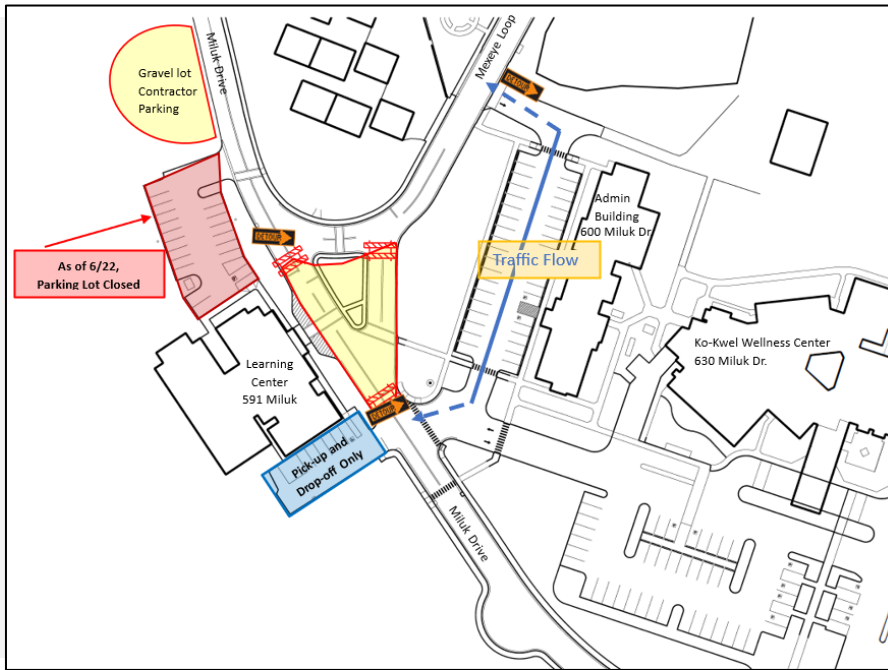 Miluk Drive
Mexeye Loop
Gravel lot
Contractor
Parking
DETOUR
Admin
Building
600 Miluk Dr.
DETOUR
Traffic Flow
As of 6/22,
Parking Lot Closed
Ko-Kwel Wellness Center
630 Miluk Dr.
Learning
Center
591 Miluk
DETOUR
Pick-up and
Drop-off Only
Miluk Drive